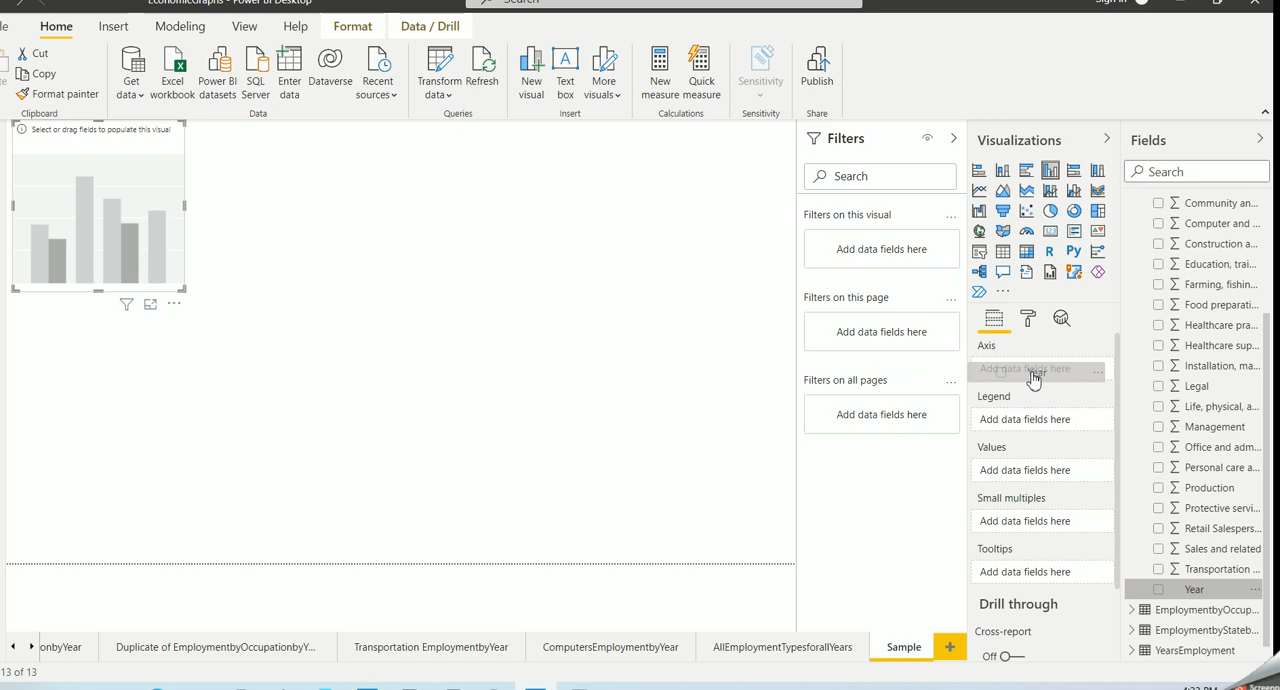 EconomicGraphs - Power BI Desktop
Search
Sign in
Home
Insert
Modeling
View
Help
Format
Data / Drill
Cut
Copy
Format painter
Clipboard
Get data
Excel workbook
Power BI datasets
SQL Server
Enter data
Dataverse
Recent sources
Data
Transform data
Refresh
Queries
New visual
Text box
More visuals
Insert
New measure
Quick measure
Calculations
Sensitivity
Sensitivity
Publish
Share
Select or drag fields to populate this visual
Filters
Search
Filters on this visual
...
Add data fields here
Filters on this page
...
Add data fields here
Filters on all pages
...
Add data fields here
Visualizations
R
Py
123
...
Axis
Add data fields here
Year
...
Legend
Add data fields here
Values
Add data fields here
Small multiples
Add data fields here
Tooltips
Add data fields here
Drill through
Cross-report
Off
Fields
Search
Σ Community an...
Σ Computer and ...
Σ Construction a...
Σ Education, trai...
Σ Farming, fishin...
Σ Food preparati...
Σ Healthcare pra...
Σ Healthcare sup...
Σ Installation, ma...
Σ Legal
Σ Life, physical, a...
Σ Management
Σ Office and adm...
Σ Personal care a...
Σ Production
Σ Protective servi...
Σ Retail Salespers...
Σ Sales and related
Σ Transportation ...
Year
...
EmploymentbyOccup...
EmploymentbyStateb...
YearsEmployment
onbyYear
Duplicate of EmploymentbyOccupationbyY...
Transportation EmploymentbyYear
ComputersEmploymentbyYear
AllEmploymentTypesforallYears
Sample
+
13 of 13
4:22 PM